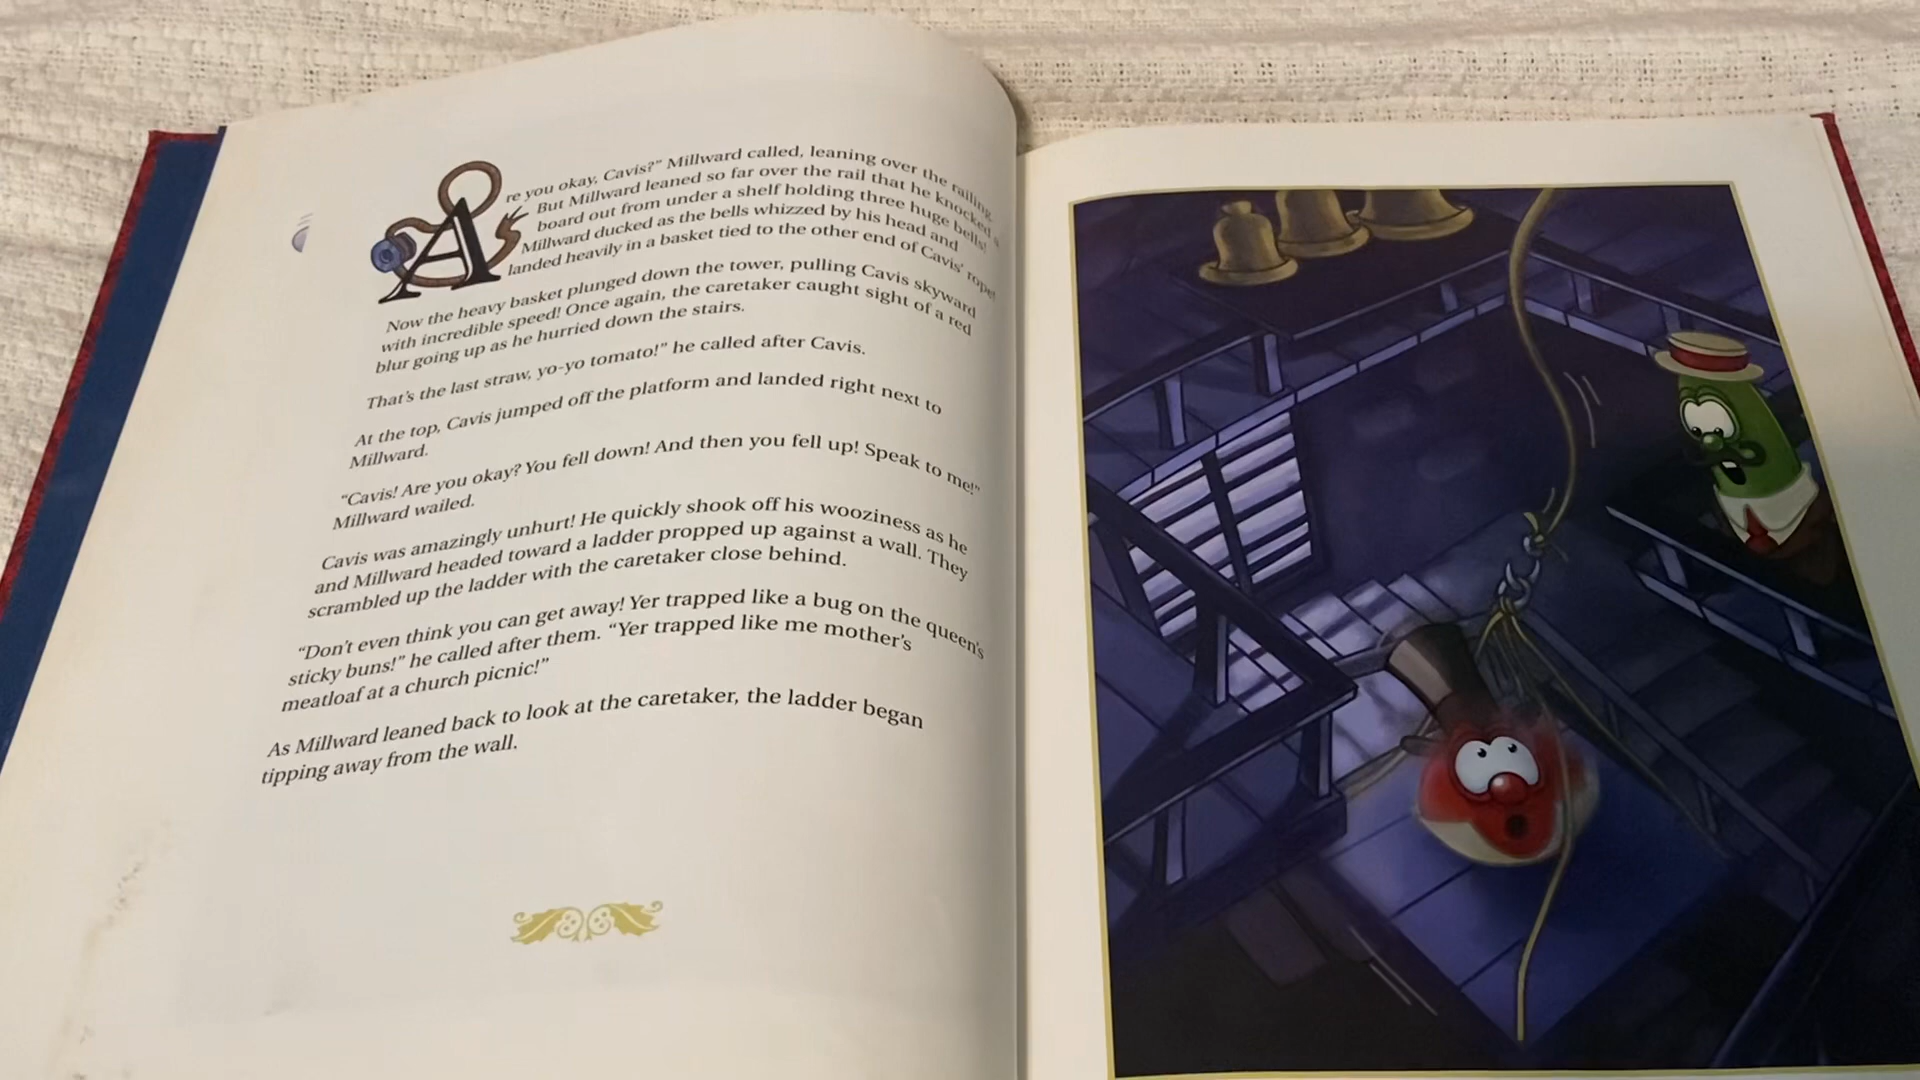 Are you okay, Cavis?” Millward called, leaning over the railing.
But Millward leaned so far over the rail that he knocked a
board out from under a shelf holding three huge bells!
Millward ducked as the bells whizzed by his head and
landed heavily in a basket tied to the other end of Cavis’ rope!
Now the heavy basket plunged down the tower, pulling Cavis skyward
with incredible speed! Once again, the caretaker caught sight of a red
blur going up as he hurried down the stairs.
That’s the last straw, yo-yo tomato!” he called after Cavis.
At the top, Cavis jumped off the platform and landed right next to
Millward.
“Cavis! Are you okay? You fell down! And then you fell up! Speak to me!”
Millward wailed.
Cavis was amazingly unhurt! He quickly shook off his wooziness as he
and Millward headed toward a ladder propped up against a wall. They
scrambled up the ladder with the caretaker close behind.
“Don’t even think you can get away! Yer trapped like a bug on the queen’s
sticky buns!” he called after them. “Yer trapped like me mother’s
meatloaf at a church picnic!”
As Millward leaned back to look at the caretaker, the ladder began
tipping away from the wall.